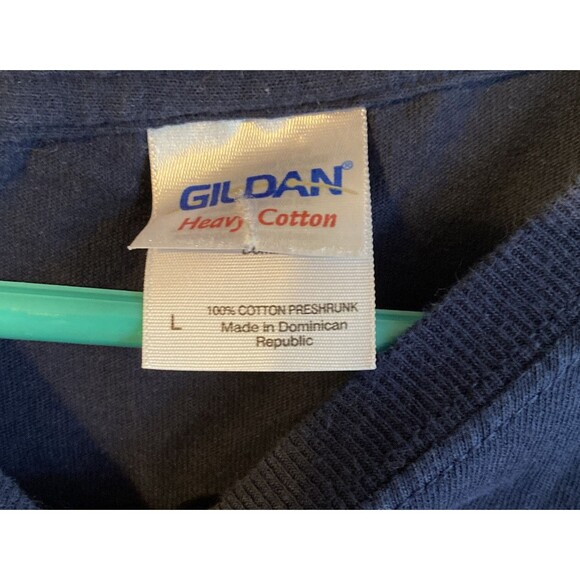 GILDAN®
Heavy Cotton
L
100% COTTON PRESHRUNK
Made in Dominican
Republic